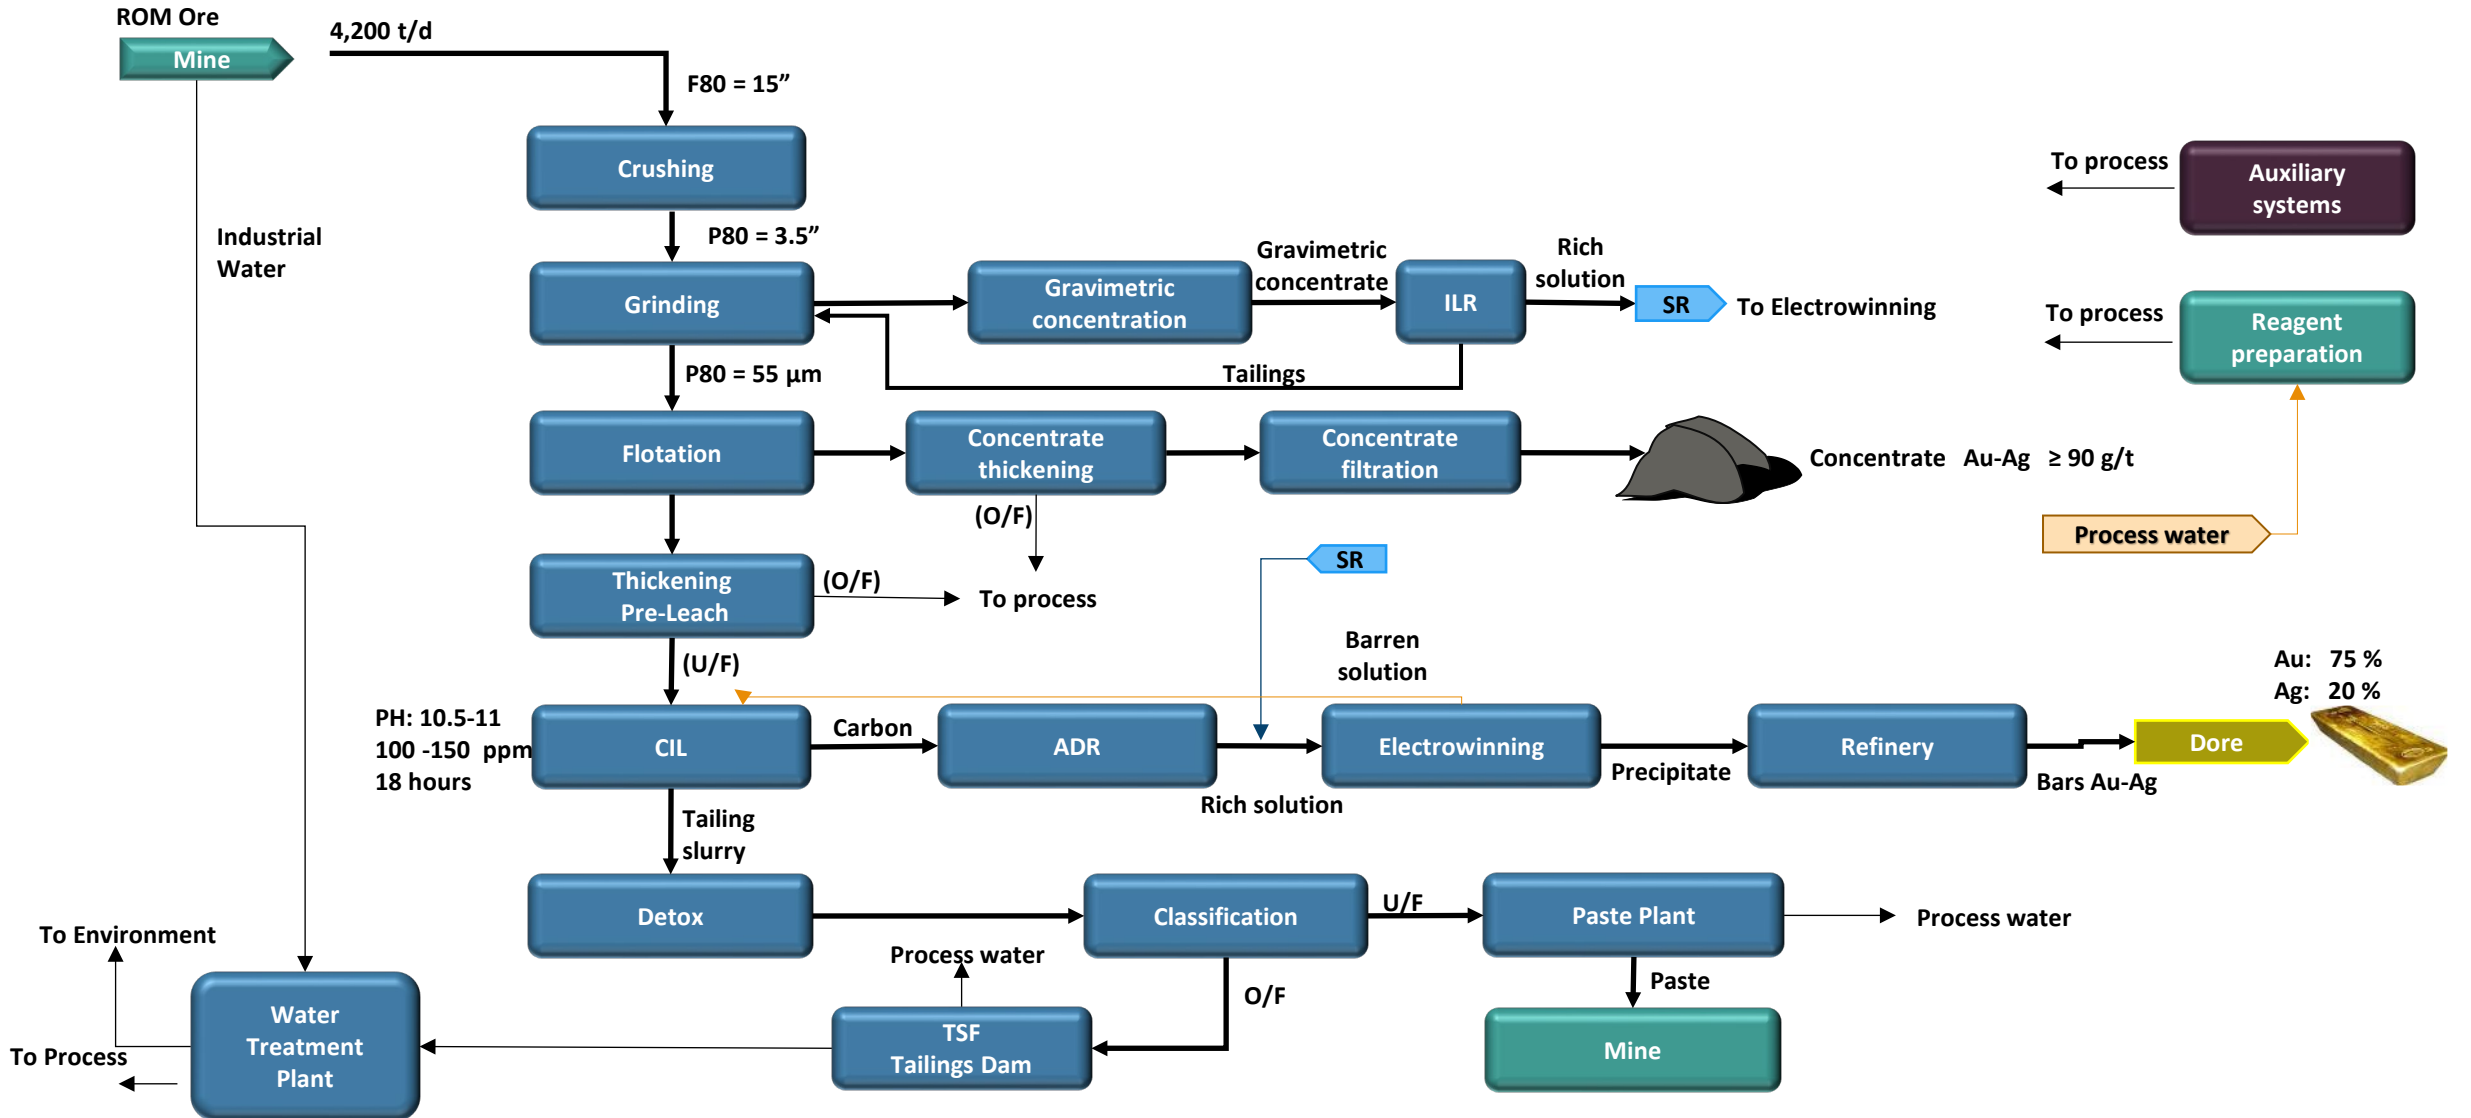 ROM Ore
Mine
4,200 t/d
F80 = 15”
Crushing
To process
Auxiliary
systems
Industrial
Water
P80 = 3.5”
Grinding
Gravimetric
concentration
Gravimetric
concentrate
ILR
Rich
solution
SR
To Electrowinning
To process
Reagent
preparation
P80 = 55 µm
Tailings
Flotation
Concentrate
thickening
Concentrate
filtration
Concentrate Au-Ag ≥ 90 g/t
(O/F)
Process water
Thickening
Pre-Leach
(O/F)
To process
SR
(U/F)
Barren
solution
Au: 75 %
Ag: 20 %
PH: 10.5-11
100 -150 ppm
18 hours
CIL
Carbon
ADR
Rich solution
Electrowinning
Precipitate
Refinery
Bars Au-Ag
Dore
Tailing
slurry
Detox
Classification
U/F
Paste Plant
Process water
To Environment
Process water
O/F
Paste
Water
Treatment
Plant
To Process
TSF
Tailings Dam
Mine